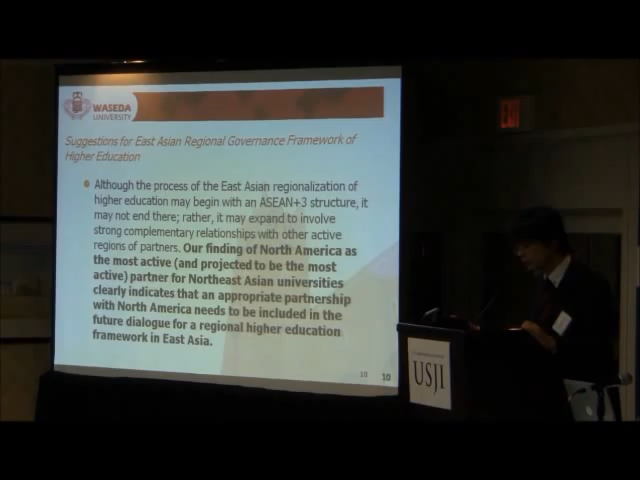 WASEDA
UNIVERSITY
Suggestions for East Asian Regional Governance Framework of
Higher Education
Although the process of the East Asian regionalization of
higher education may begin with an ASEAN+3 structure, it
may not end there; rather, it may expand to involve
strong complementary relationships with other active
regions of partners. Our finding of North America as
the most active (and projected to be the most
active) partner for Northeast Asian universities
clearly indicates that an appropriate partnership
with North America needs to be included in the
future dialogue for a regional higher education
framework in East Asia.
10 10
USJI